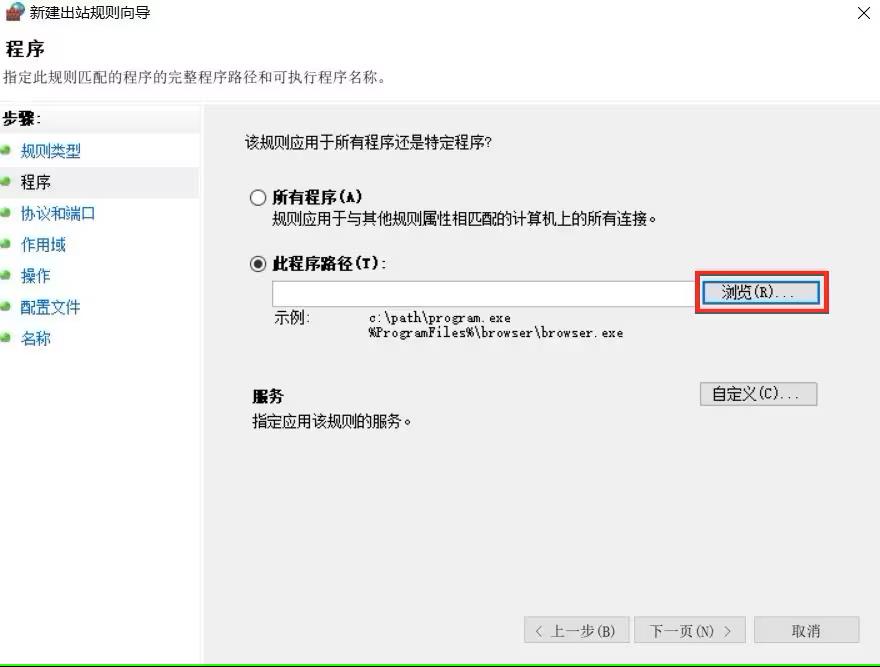 新建出站规则向导
程序
指定此规则匹配的程序的完整程序路径和可执行程序名称。
步骤:
规则类型
程序
协议和端口
作用域
操作
配置文件
名称
该规则应用于所有程序还是特定程序?
所有程序(A)
规则应用于与其他规则属性相匹配的计算机上的所有连接。
此程序路径(T):
浏览(R)...
示例: c:\path\program.exe
%ProgramFiles%\browser\browser.exe
服务
自定义(C)...
指定应用该规则的服务。
< 上一步(B) 下一页(N) > 取消